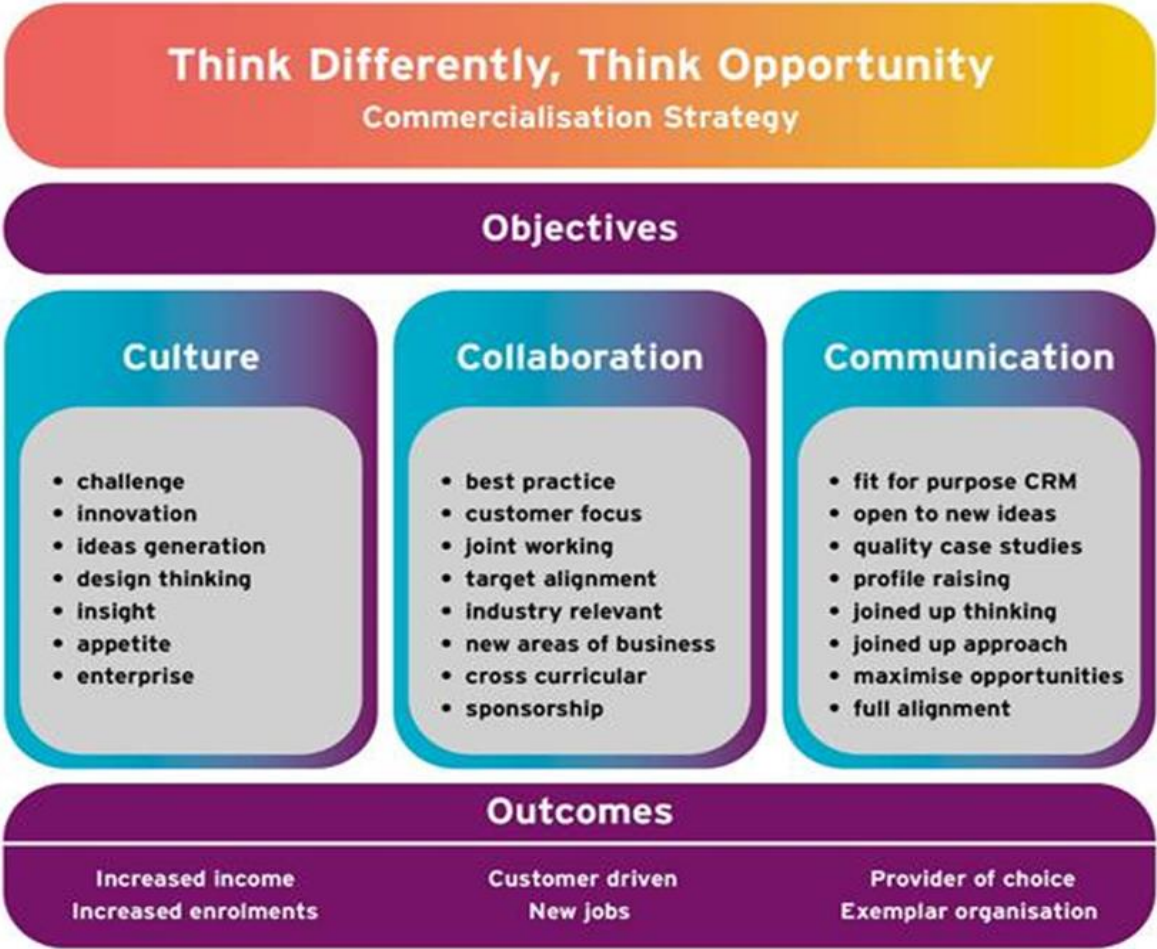 Think Differently, Think Opportunity
Commercialisation Strategy
Objectives
Culture
• challenge
• innovation
• ideas generation
• design thinking
• insight
• appetite
• enterprise
Collaboration
• best practice
• customer focus
• joint working
• target alignment
• industry relevant
• new areas of business
• cross curricular
• sponsorship
Communication
• fit for purpose CRM
• open to new ideas
• quality case studies
• profile raising
• joined up thinking
• joined up approach
• maximise opportunities
• full alignment
Outcomes
Increased income
Increased enrolments
Customer driven
New jobs
Provider of choice
Exemplar organisation